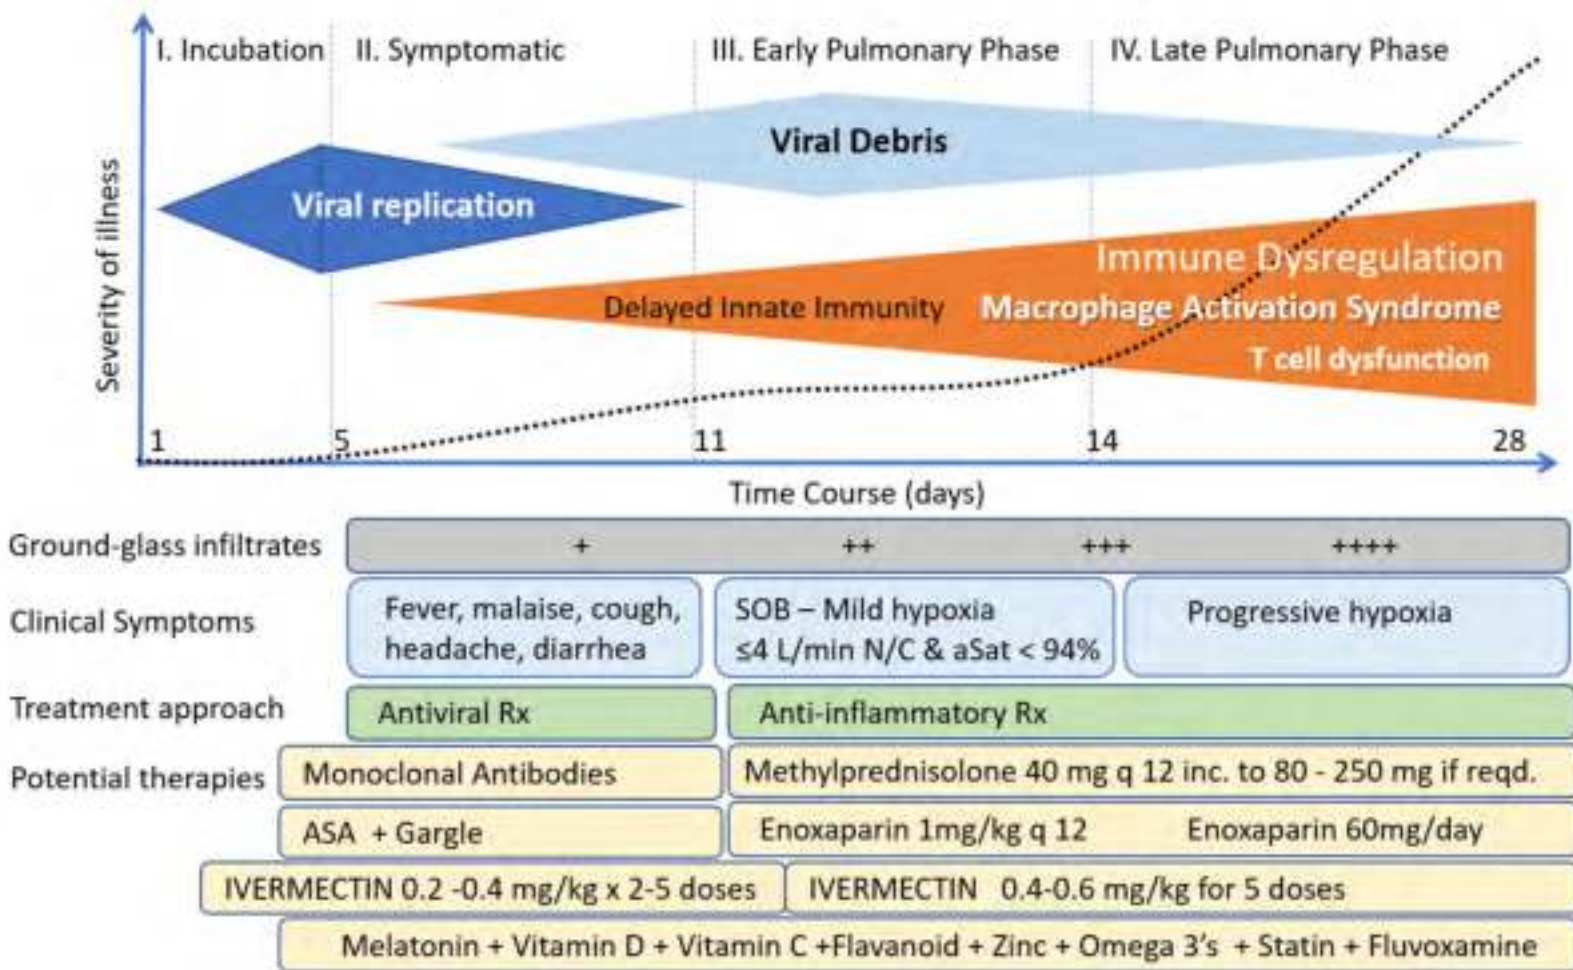 I. Incubation
II. Symptomatic
III. Early Pulmonary Phase
IV. Late Pulmonary Phase
Severity of illness
Viral Debris
Viral replication
Immune Dysregulation
Delayed Innate Immunity
Macrophage Activation Syndrome
T cell dysfunction
1
5
11
14
28
Time Course (days)
Ground-glass infiltrates
+
++
+++
++++
Clinical Symptoms
Fever, malaise, cough,
headache, diarrhea
SOB – Mild hypoxia
≤4 L/min N/C & aSat < 94%
Progressive hypoxia
Treatment approach
Antiviral Rx
Anti-inflammatory Rx
Potential therapies
Monoclonal Antibodies
Methylprednisolone 40 mg q 12 inc. to 80 - 250 mg if reqd.
ASA + Gargle
Enoxaparin 1mg/kg q 12
Enoxaparin 60mg/day
IVERMECTIN 0.2 -0.4 mg/kg x 2-5 doses
IVERMECTIN 0.4-0.6 mg/kg for 5 doses
Melatonin + Vitamin D + Vitamin C +Flavanoid + Zinc + Omega 3's + Statin + Fluvoxamine